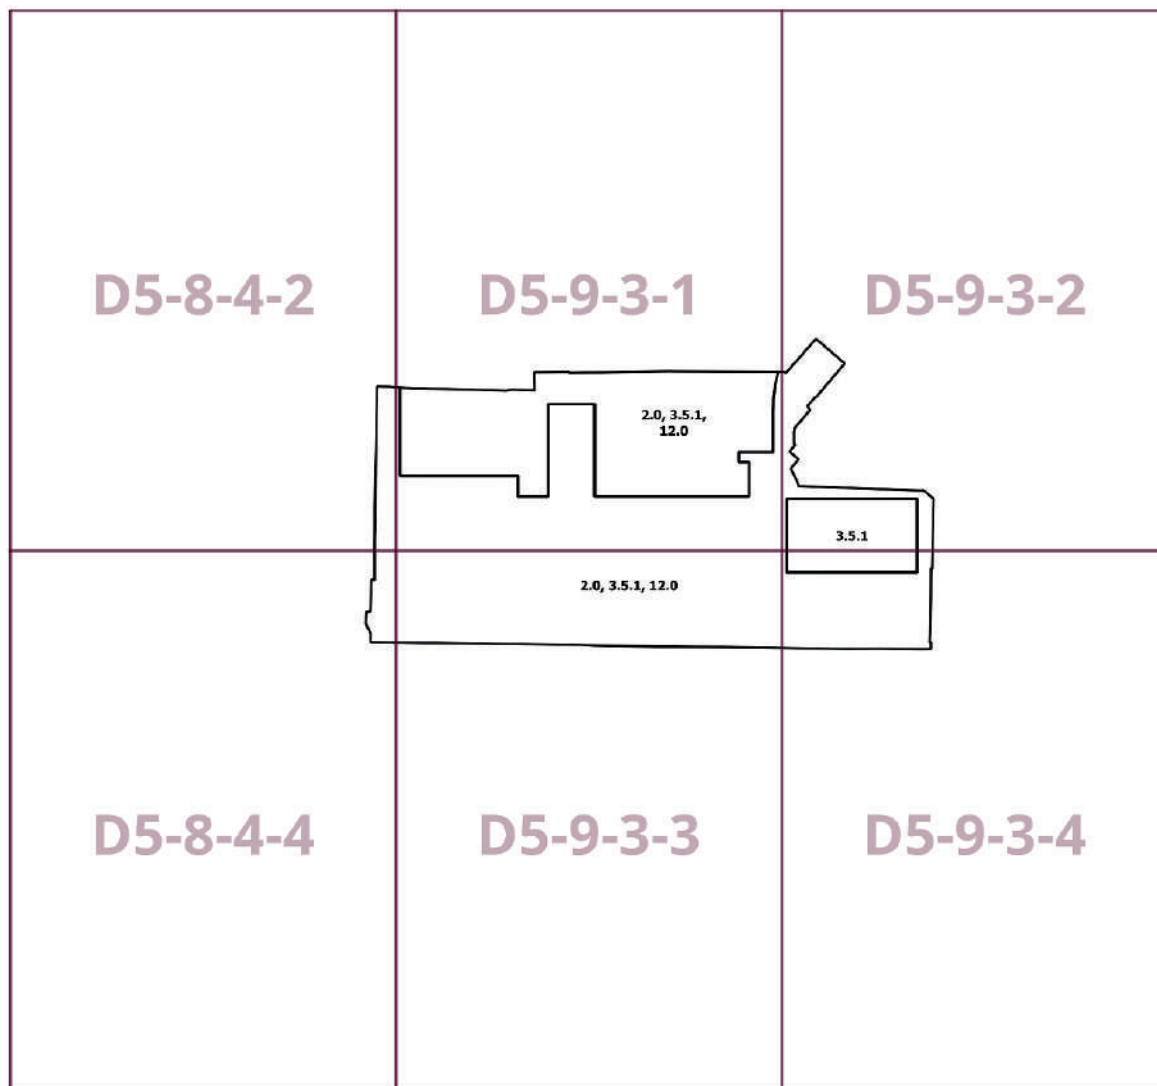 D5-8-4-2
D5-9-3-1
D5-9-3-2
2.0, 3.5.1,
12.0
3.5.1
2.0, 3.5.1, 12.0
D5-8-4-4
D5-9-3-3
D5-9-3-4